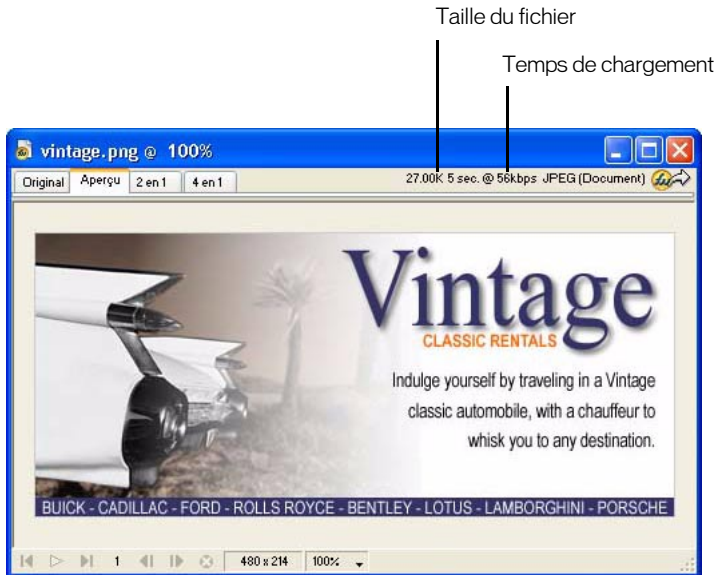 Taille du fichier
Temps de chargement
vintage.png @ 100%
Original Aperçu 2 en 1 4 en 1 27.00K 5 sec. @ 56kbps JPEG (Document)
Vintage
CLASSIC RENTALS
Indulge yourself by traveling in a Vintage
classic automobile, with a chauffeur to
whisk you to any destination.
BUICK - CADILLAC - FORD - ROLLS ROYCE - BENTLEY - LOTUS - LAMBORGHINI - PORSCHE
1 480 x 214 100%